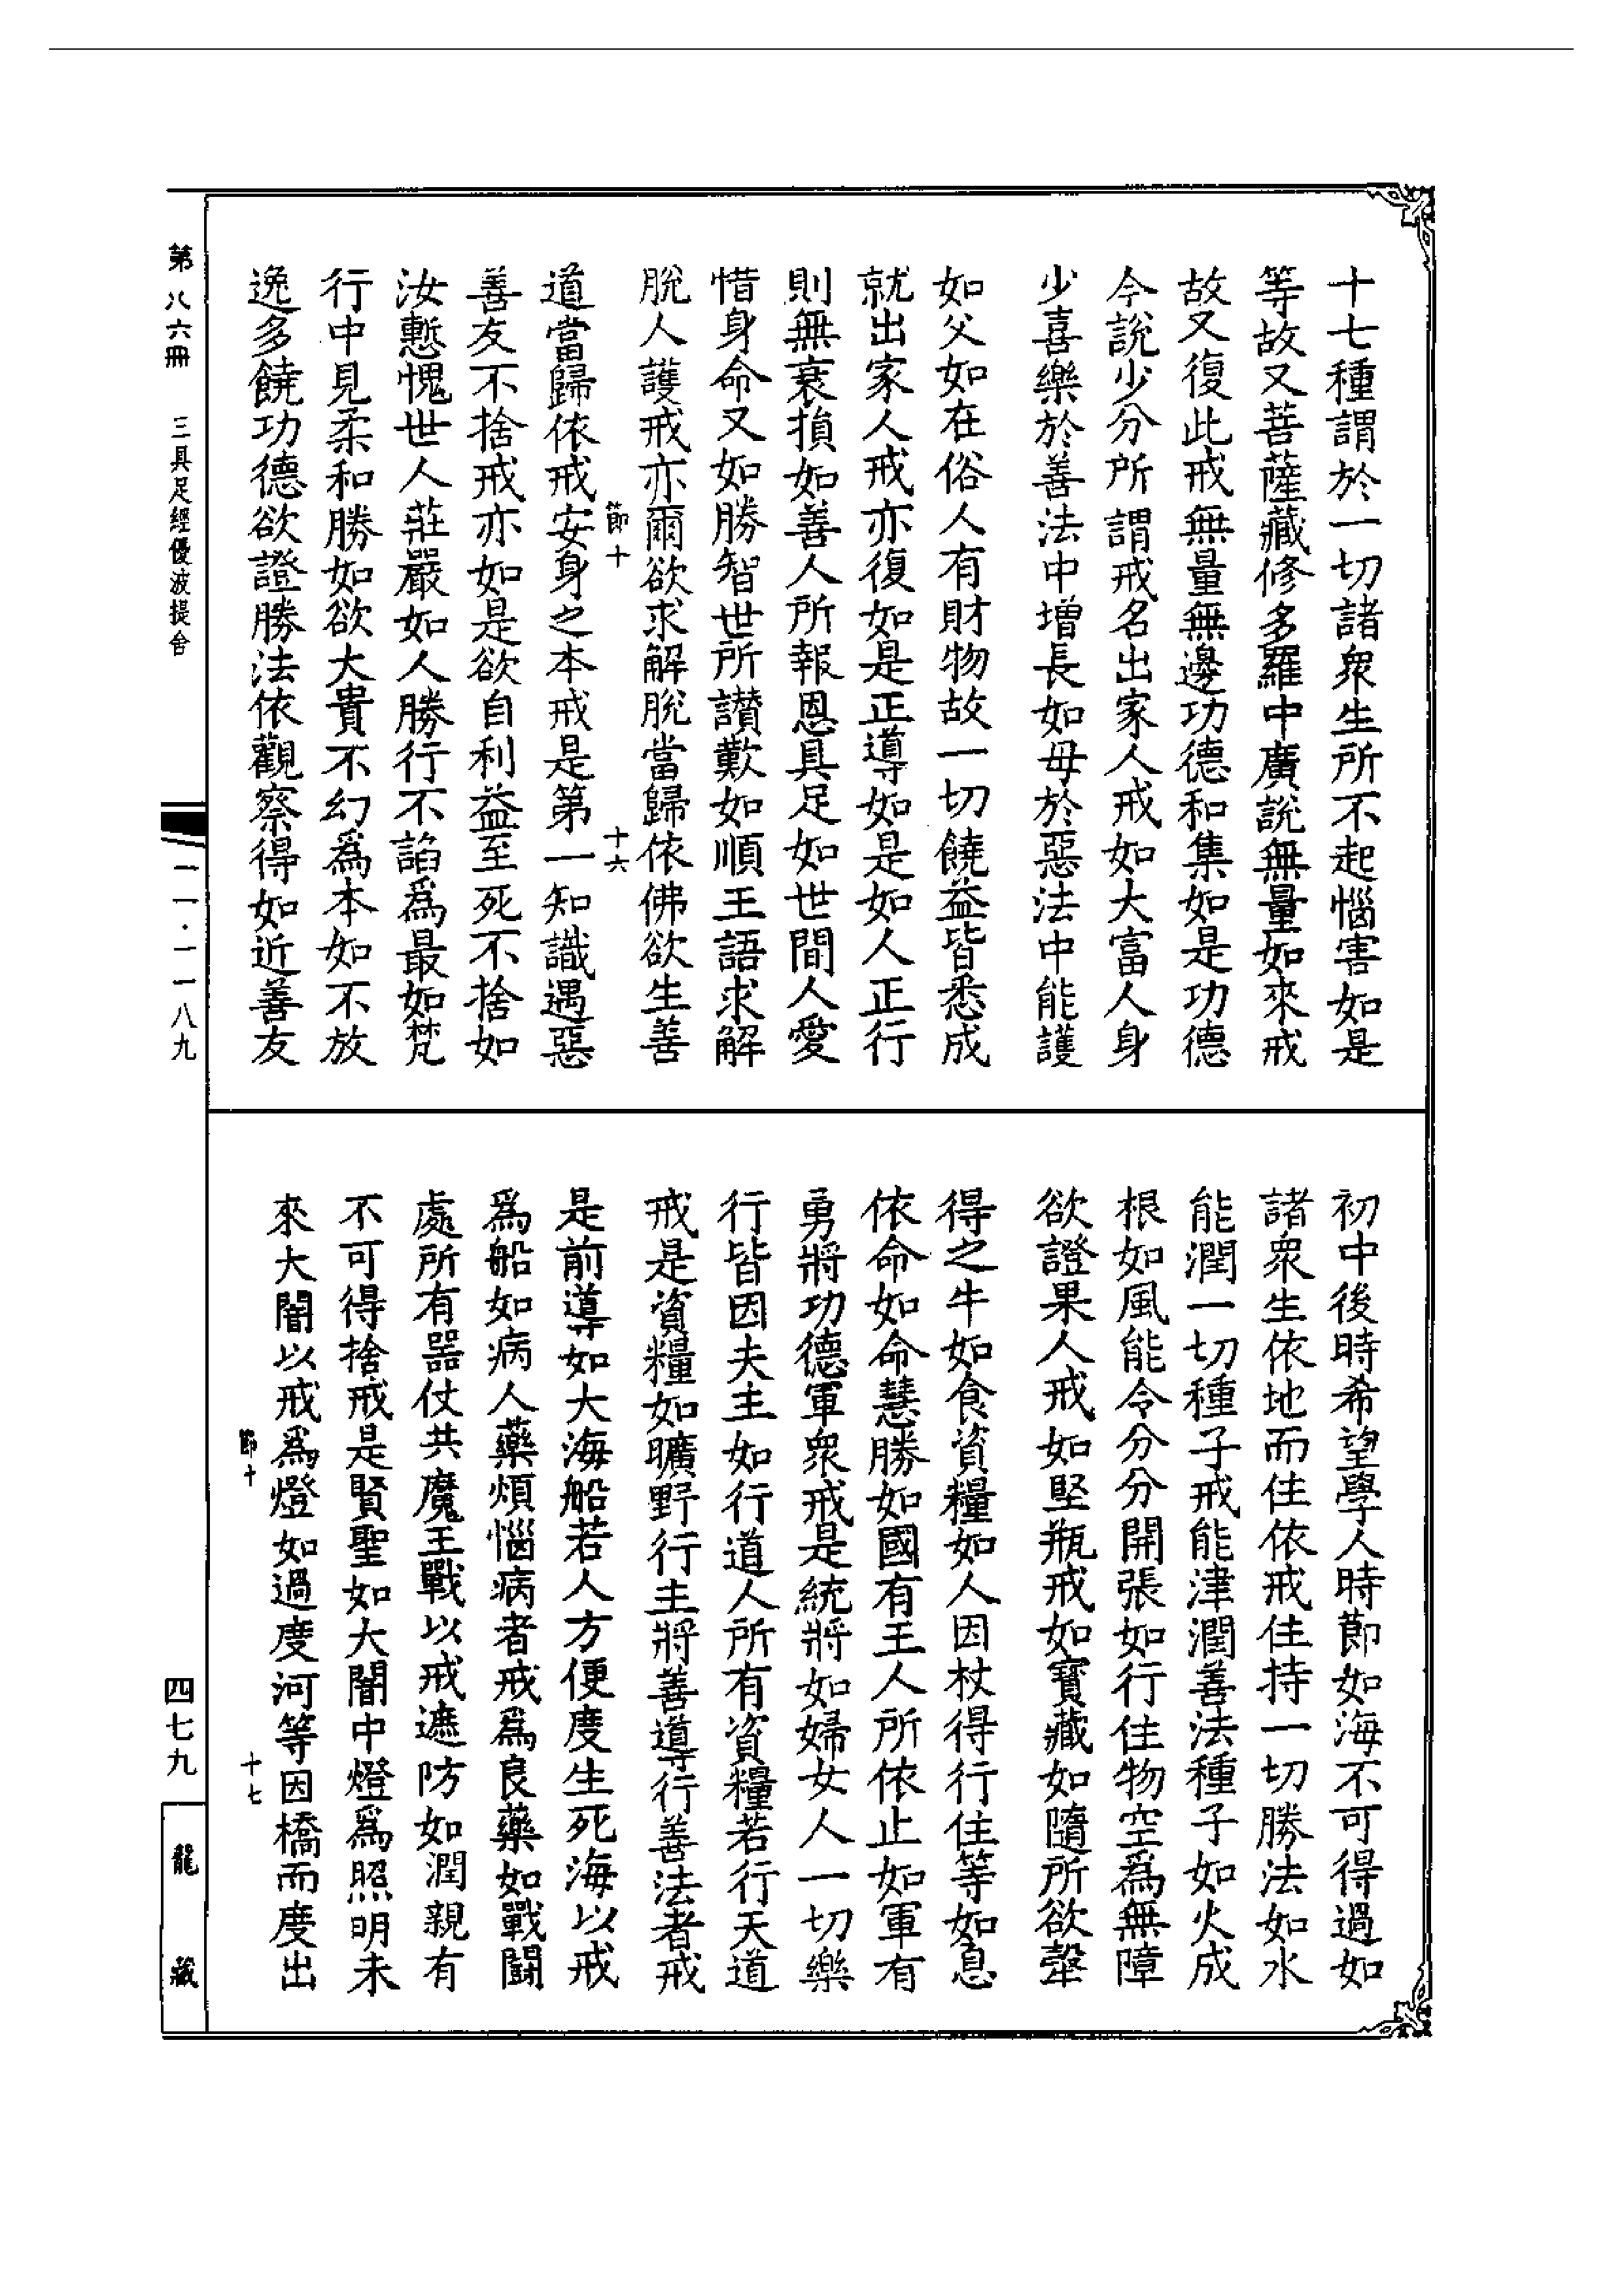 十七種謂於一切諸衆生所不起惱害如是
等故又菩薩藏修多羅中廣說無量如來戒
故又復此戒無量無邊功德和集如是功德
今說少分所謂戒名出家人戒如大富人身
少喜樂於善法中增長如母於惡法中能護
如父如在俗人有財物故一切饒益皆悉成
就出家人戒亦復如是正導如是如人正行
則無衰損如善人所報恩具足如世間人愛
惜身命又如勝智世所讃歎如順王語求解
脫人護戒亦爾欲求解脫當歸依佛欲生善
節十 十六
道當歸依戒安身之本戒是第一知識遇惡
善友不捨戒亦如是欲自利益至死不捨如
汝慙愧世人莊嚴如人勝行不諂爲最如梵
行中見柔和勝如欲大貴不幻爲本如不放
逸多饒功德欲證勝法依觀察得如近善友
初中後時希望學人時節如海不可得過如
諸衆生依地而住依戒住持一切勝法如水
能潤一切種子戒能津潤善法種子如火成
根如風能令分分開張如行住物空爲無障
欲證果人戒如堅瓶戒如寶藏如隨所欲犂
得之牛如食資糧如人因杖得行行住等如息
依命如命慧勝如國有王人所依止如軍有
勇將功德軍衆戒是統將如婦女人一切樂
行皆因夫主如行道人所有資糧若行天道
戒是資糧如曠野行主將善導行善法者戒
是前導如大海船若人方便度生死海以戒
爲船如病人藥煩惱病者戒爲良藥如戰鬪
處所有器仗共魔王戰以戒遮防如潤親有
不可得捨戒是賢聖如大闇中燈爲照明未
來大闇以戒爲燈如過度河等因橋而度出
節十 十七
第八六冊 三具足經優波提舍
一一·一一八九
四七九
龍藏